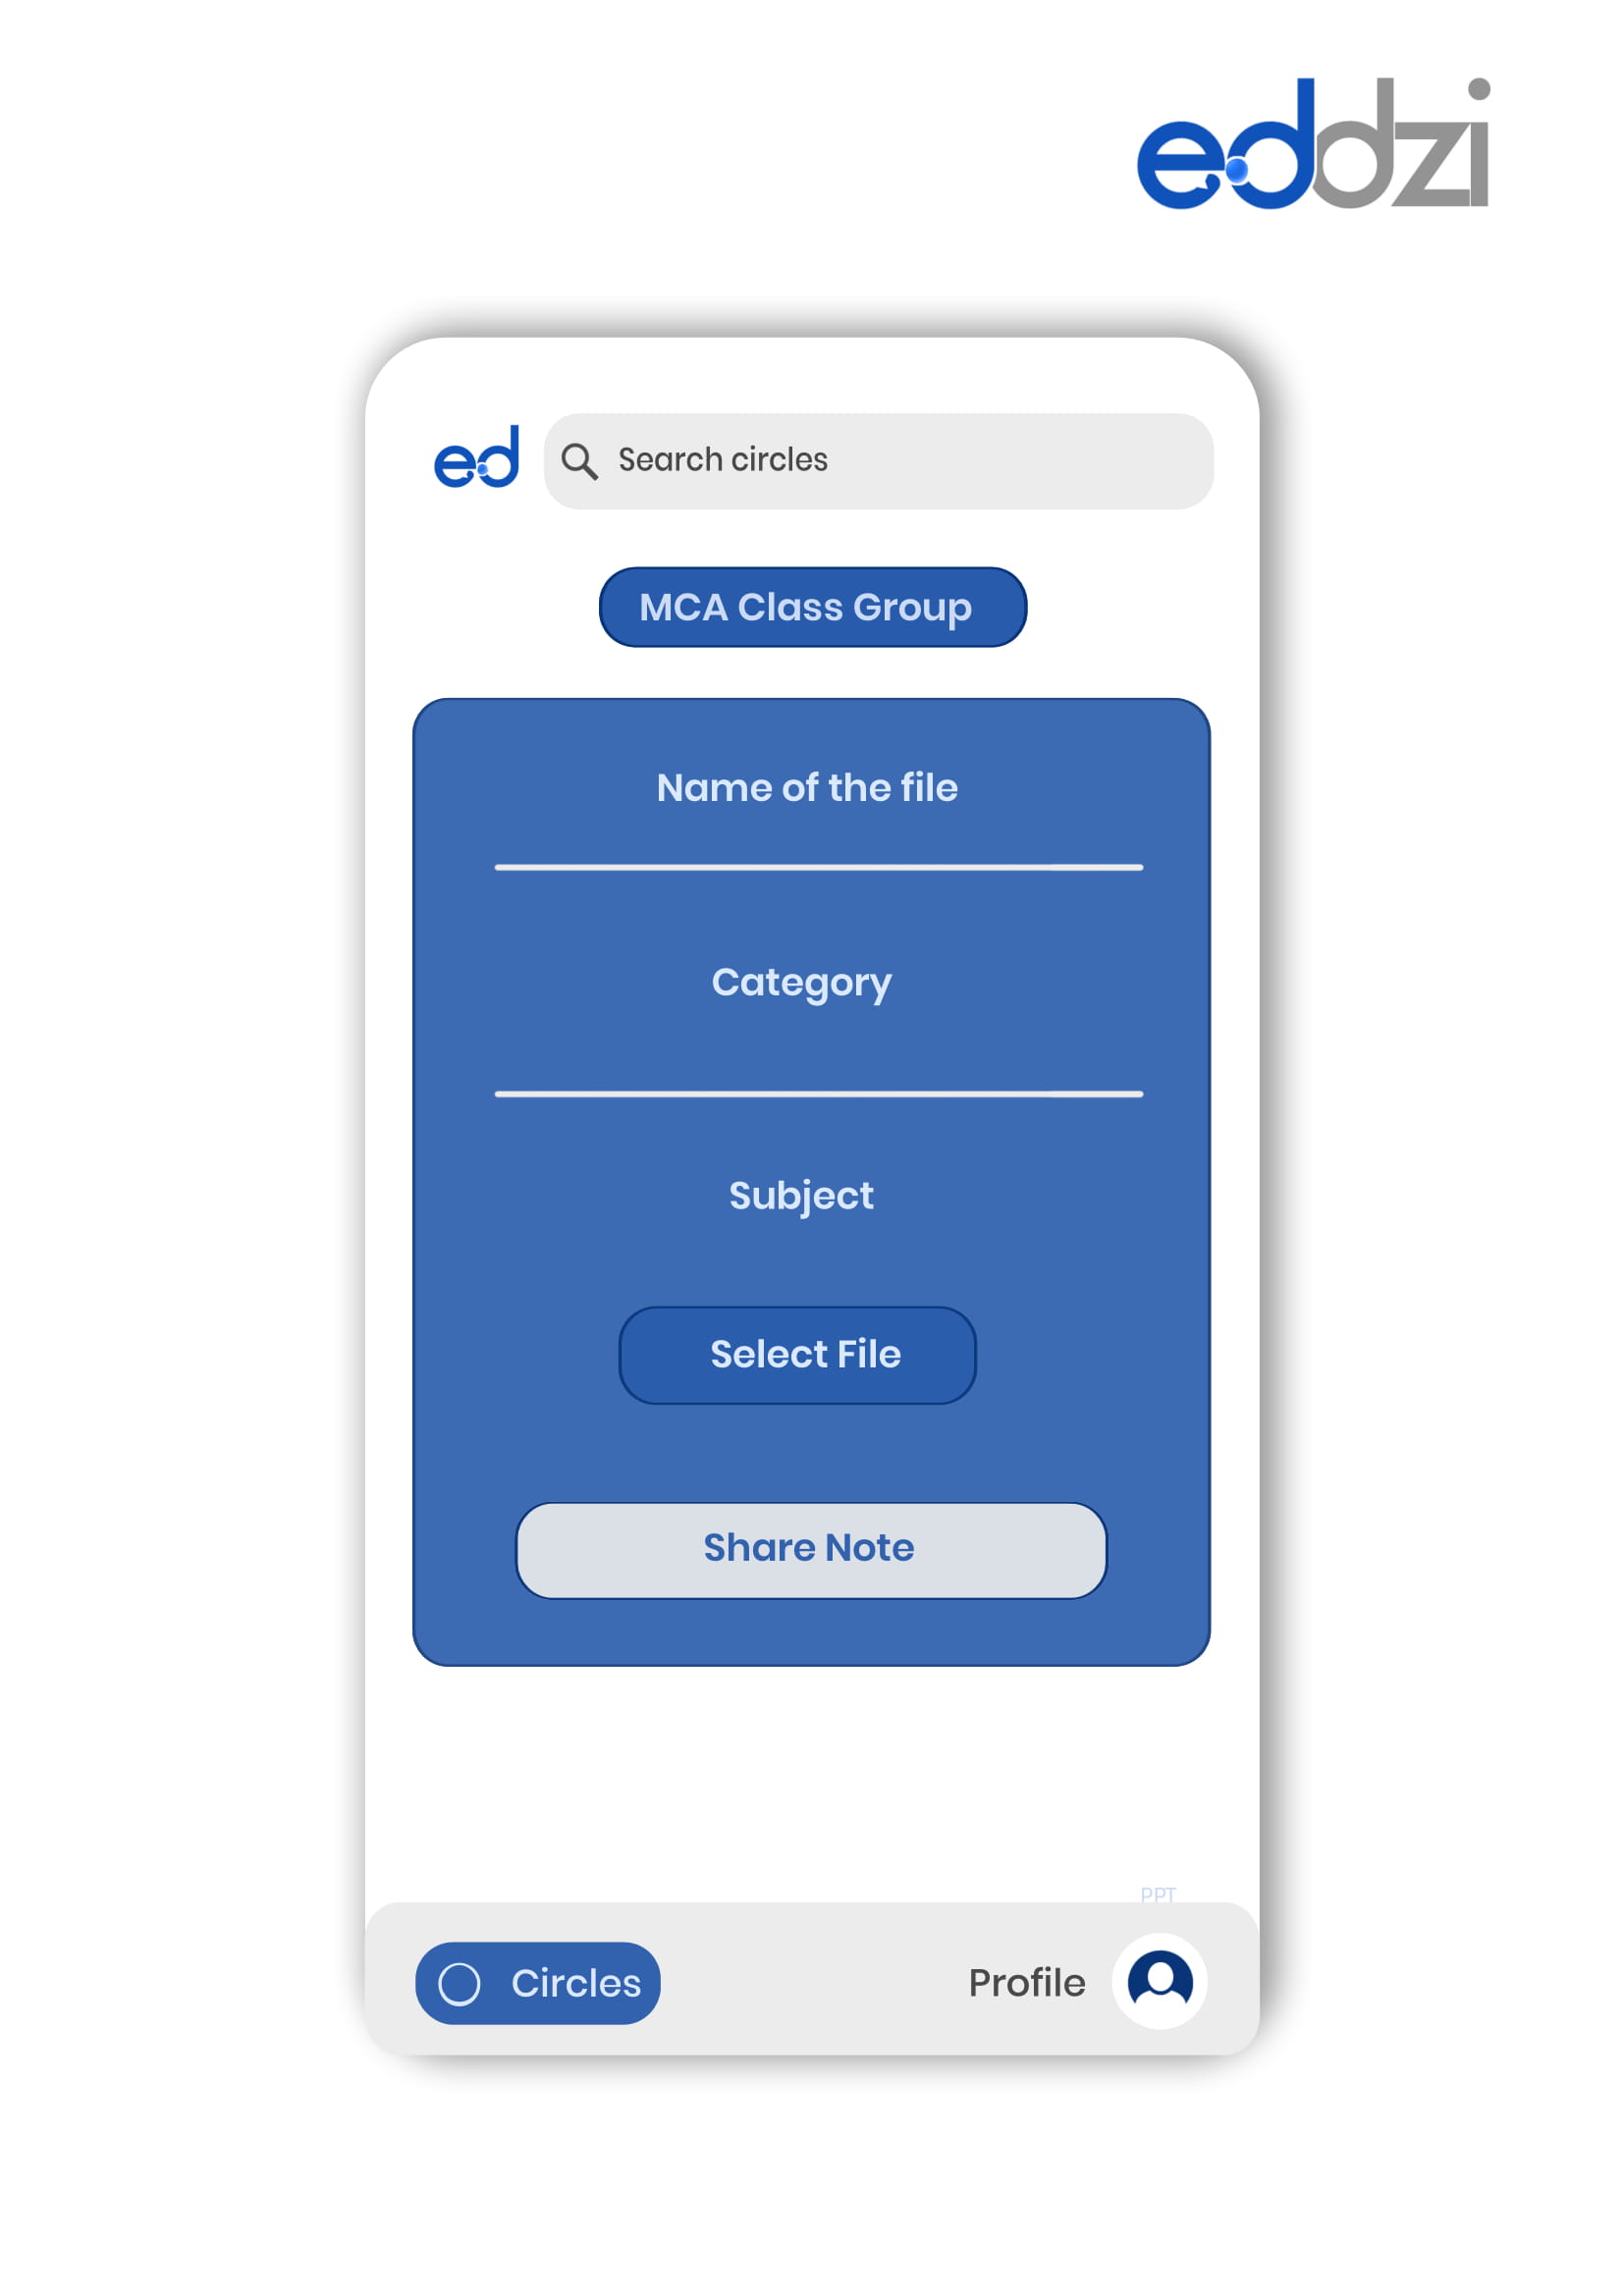 eddzi
ed
Search circles
MCA Class Group
Name of the file
Category
Subject
Select File
Share Note
PPT
Circles
Profile